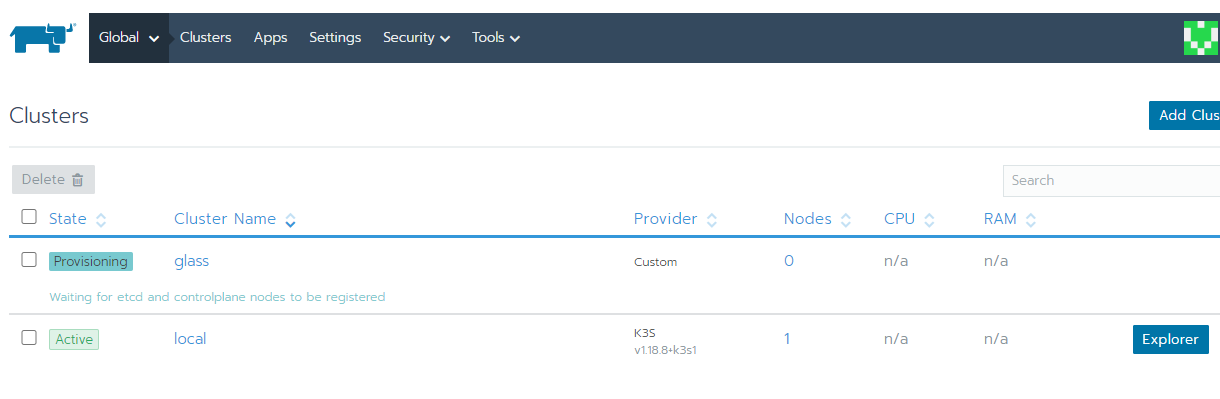 Global Clusters Apps Settings Security Tools
Clusters
Add Clus
Delete
Search
State Cluster Name Provider Nodes CPU RAM
Provisioning glass Custom 0 n/a n/a
Waiting for etcd and controlplane nodes to be registered
Active local K3S 1 n/a n/a Explorer
v1.18.8+k3s1